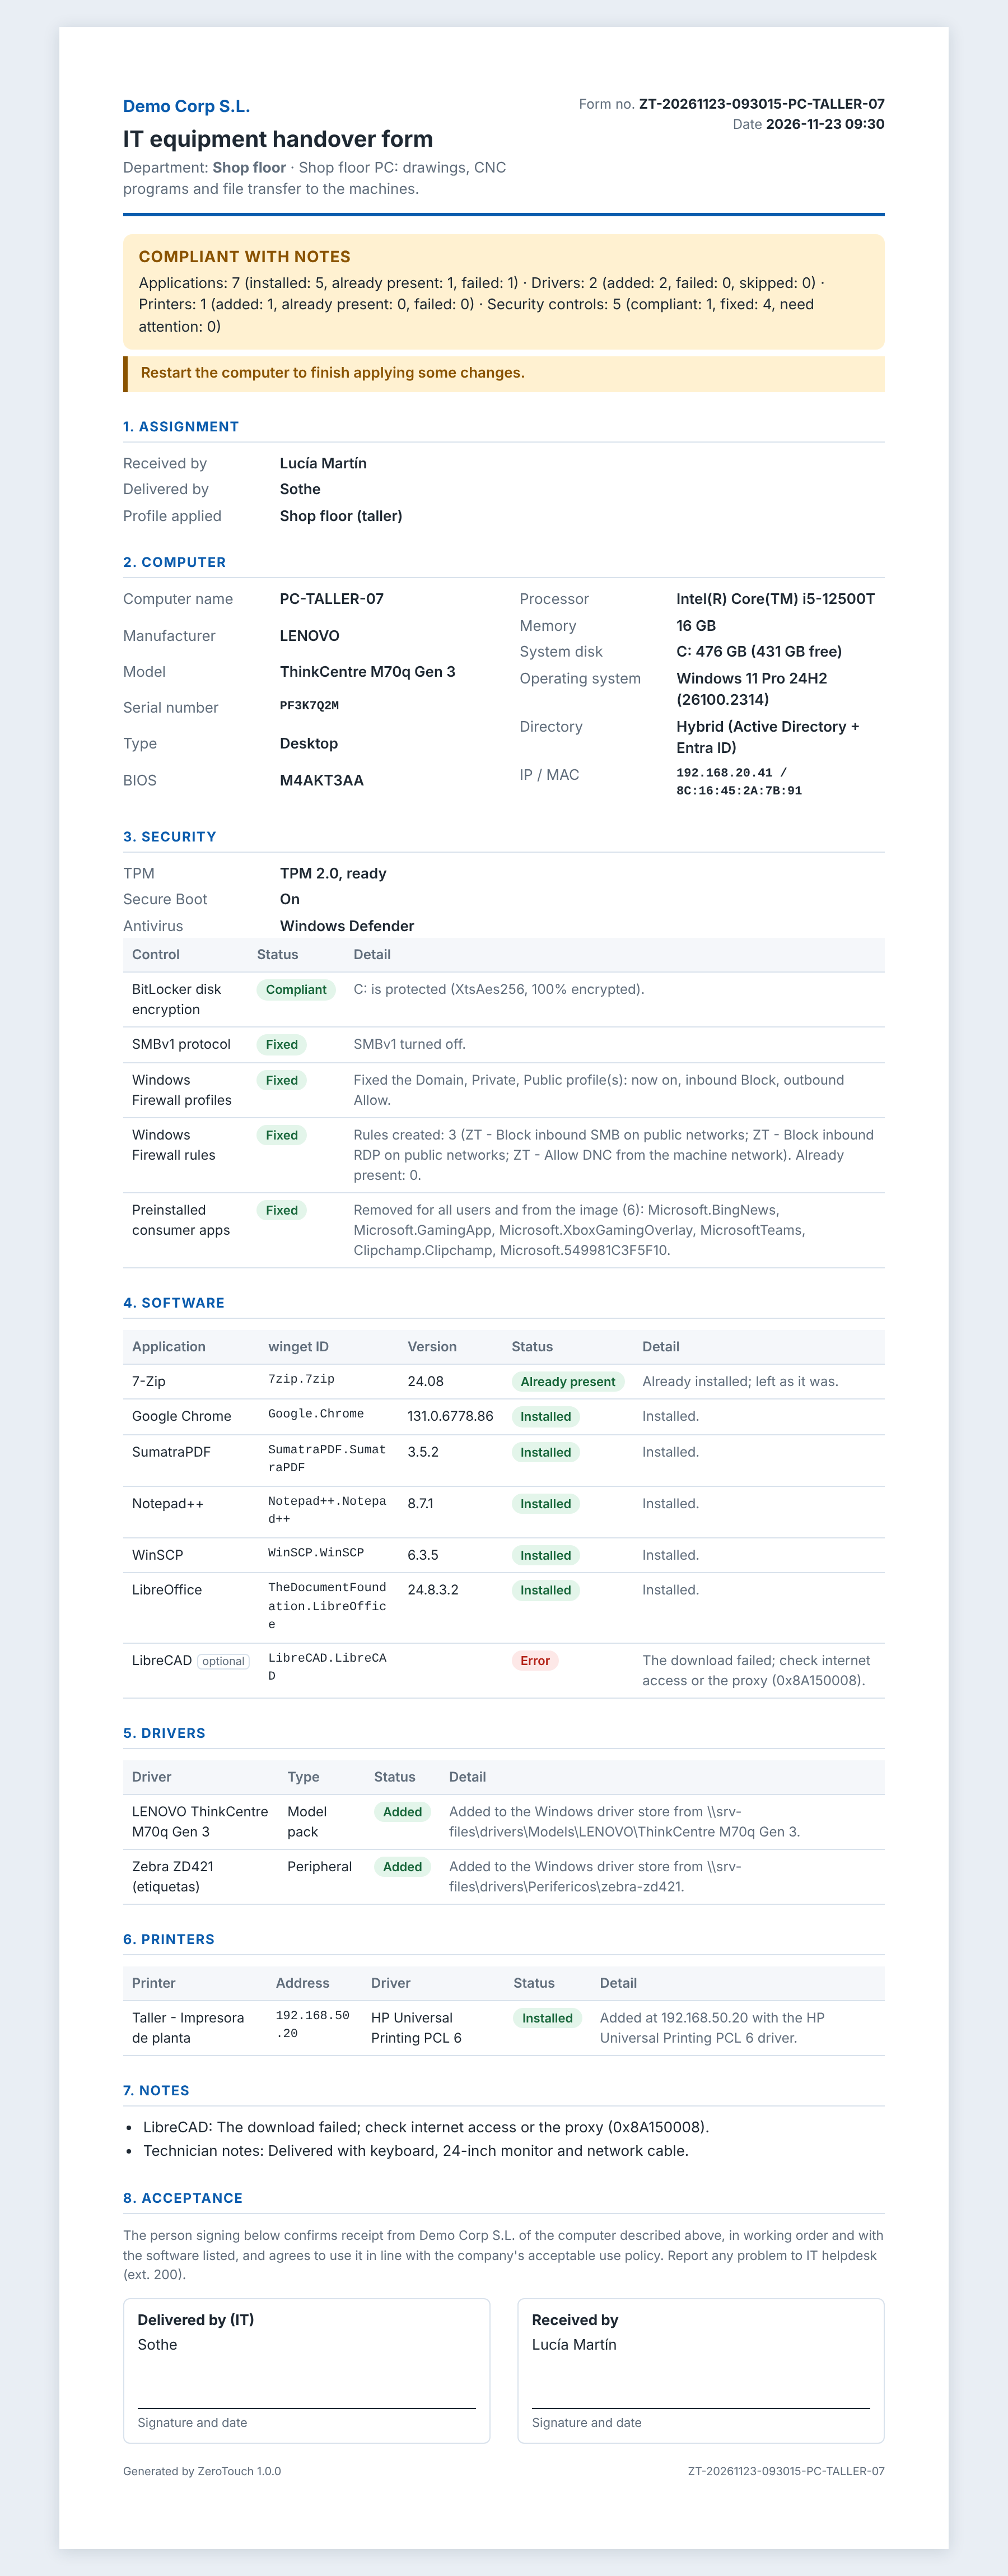 Demo Corp S.L.
IT equipment handover form
Department: Shop floor · Shop floor PC: drawings, CNC
programs and file transfer to the machines.
Form no. ZT-20261123-093015-PC-TALLER-07
Date 2026-11-23 09:30
COMPLIANT WITH NOTES
Applications: 7 (installed: 5, already present: 1, failed: 1) · Drivers: 2 (added: 2, failed: 0, skipped: 0) ·
Printers: 1 (added: 1, already present: 0, failed: 0) · Security controls: 5 (compliant: 1, fixed: 4, need
attention: 0)
Restart the computer to finish applying some changes.
1. ASSIGNMENT
Received by Lucía Martín
Delivered by Sothe
Profile applied Shop floor (taller)
2. COMPUTER
Computer name PC-TALLER-07
Manufacturer LENOVO
Model ThinkCentre M70q Gen 3
Serial number PF3K7Q2M
Type Desktop
BIOS M4AKT3AA
Processor Intel(R) Core(TM) i5-12500T
Memory 16 GB
System disk C: 476 GB (431 GB free)
Operating system Windows 11 Pro 24H2
(26100.2314)
Directory Hybrid (Active Directory +
Entra ID)
IP / MAC 192.168.20.41 /
8C:16:45:2A:7B:91
3. SECURITY
TPM TPM 2.0, ready
Secure Boot On
Antivirus Windows Defender
Control Status Detail
BitLocker disk
encryption
Compliant
C: is protected (XtsAes256, 100% encrypted).
SMBv1 protocol Fixed SMBv1 turned off.
Windows
Firewall profiles
Fixed
Fixed the Domain, Private, Public profile(s): now on, inbound Block, outbound
Allow.
Windows
Firewall rules
Fixed
Rules created: 3 (ZT - Block inbound SMB on public networks; ZT - Block inbound
RDP on public networks; ZT - Allow DNC from the machine network). Already
present: 0.
Preinstalled
consumer apps
Fixed
Removed for all users and from the image (6): Microsoft.BingNews,
Microsoft.GamingApp, Microsoft.XboxGamingOverlay, MicrosoftTeams,
Clipchamp.Clipchamp, Microsoft.549981C3F5F10.
4. SOFTWARE
Application winget ID Version Status Detail
7-Zip 7zip.7zip 24.08 Already present Already installed; left as it was.
Google Chrome Google.Chrome 131.0.6778.86 Installed Installed.
SumatraPDF SumatraPDF.Sumat
raPDF
3.5.2 Installed Installed.
Notepad++ Notepad++.Notepa
d++
8.7.1 Installed Installed.
WinSCP WinSCP.WinSCP 6.3.5 Installed Installed.
LibreOffice TheDocumentFound
ation.LibreOffic
e
24.8.3.2 Installed Installed.
LibreCAD optional LibreCAD.LibreCA
D
Error
The download failed; check internet
access or the proxy (0x8A150008).
5. DRIVERS
Driver Type Status Detail
LENOVO ThinkCentre
M70q Gen 3
Model
pack
Added
Added to the Windows driver store from \\srv-
files\drivers\Models\LENOVO\ThinkCentre M70q Gen 3.
Zebra ZD421
(etiquetas)
Peripheral
Added
Added to the Windows driver store from \\srv-
files\drivers\Perifericos\zebra-zd421.
6. PRINTERS
Printer Address Driver Status Detail
Taller - Impresora
de planta
192.168.50
.20
HP Universal
Printing PCL 6
Installed
Added at 192.168.50.20 with the HP
Universal Printing PCL 6 driver.
7. NOTES
• LibreCAD: The download failed; check internet access or the proxy (0x8A150008).
• Technician notes: Delivered with keyboard, 24-inch monitor and network cable.
8. ACCEPTANCE
The person signing below confirms receipt from Demo Corp S.L. of the computer described above, in working order and with
the software listed, and agrees to use it in line with the company's acceptable use policy. Report any problem to IT helpdesk
(ext. 200).
Delivered by (IT)
Sothe
Signature and date
Received by
Lucía Martín
Signature and date
Generated by ZeroTouch 1.0.0
ZT-20261123-093015-PC-TALLER-07